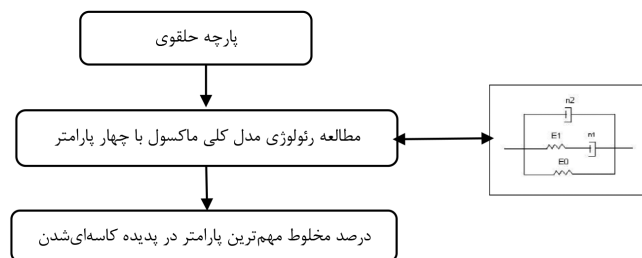 پارچه حلقوی
مطالعه رئولوژی مدل کلی ماکسول با چهار پارامتر
n2
E1
n1
E0
درصد مخلوط مهم‌ترین پارامتر در پدیده کاسه‌ای‌شدن